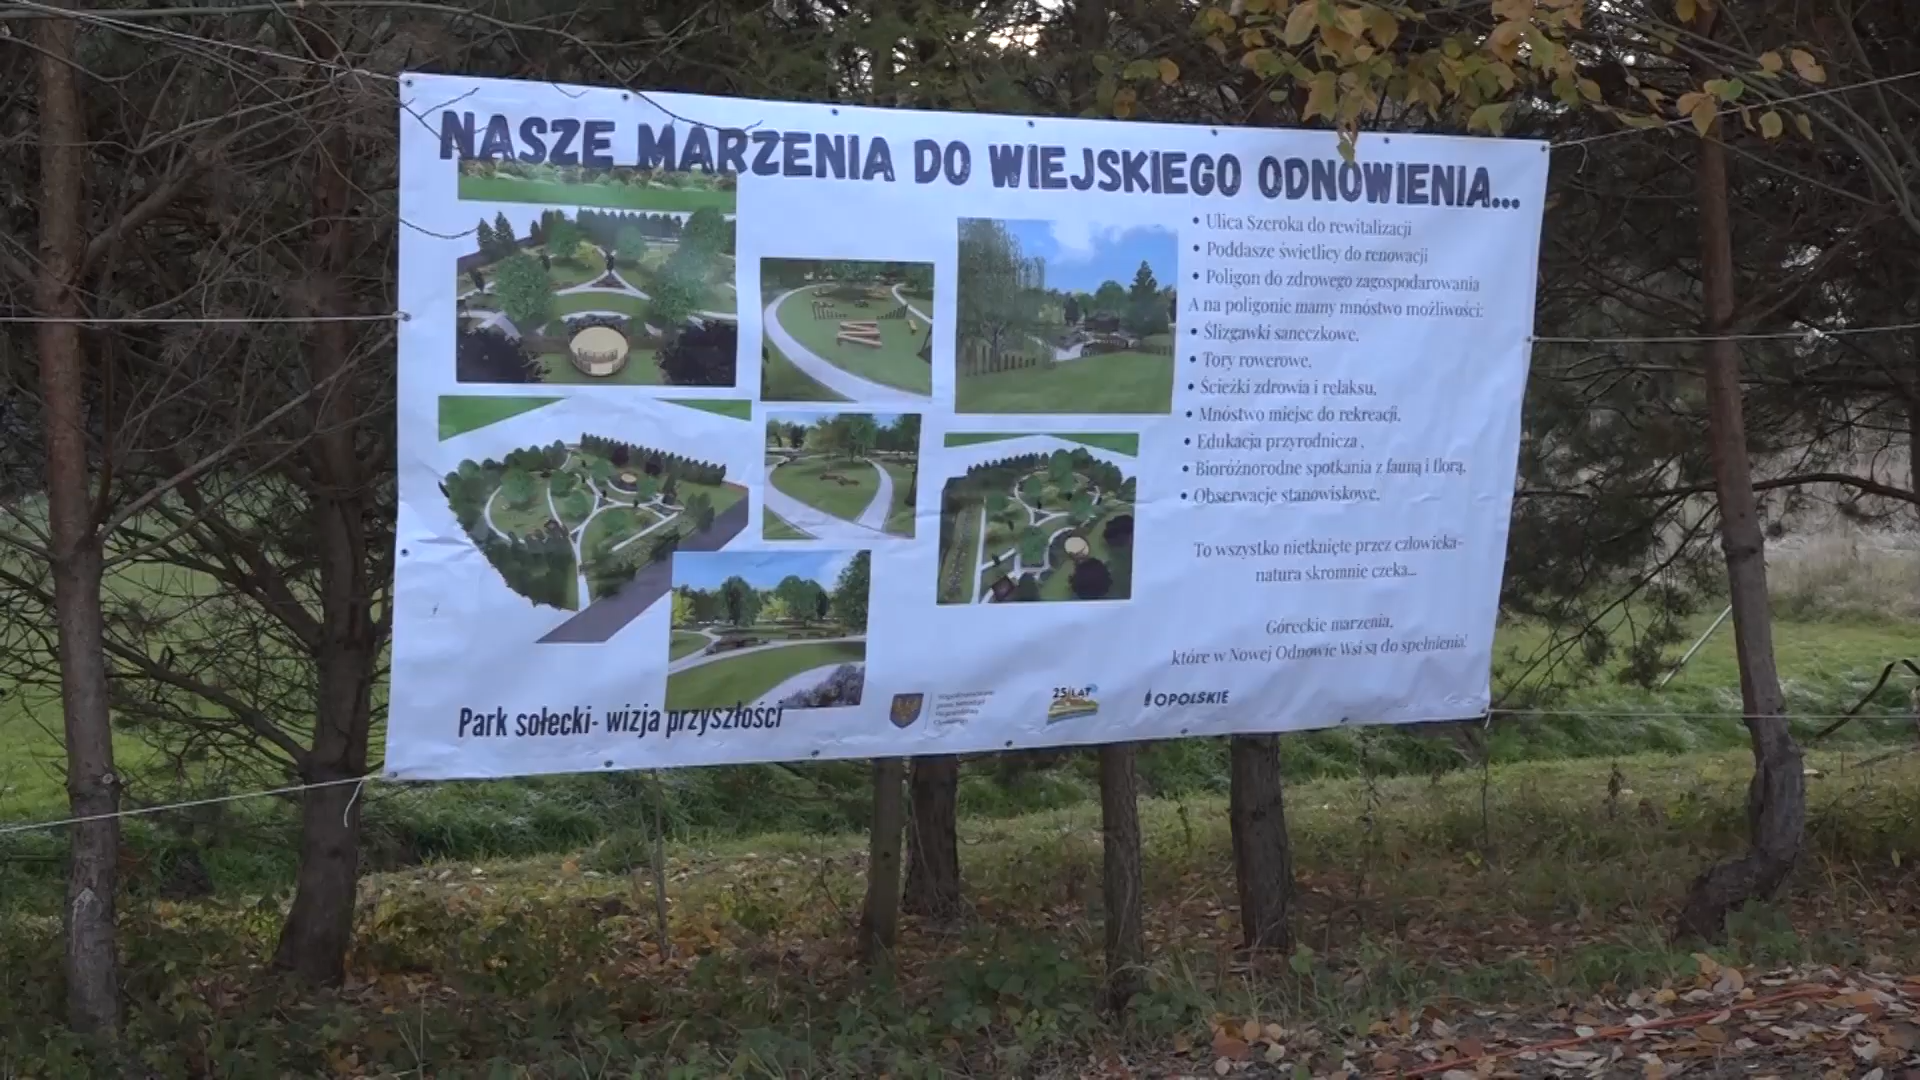 NASZE MARZENIA DO WIEJSKIEGO ODNOWIENIA...
• Ulica Szeroka do rewitalizacji
• Poddasze świetlicy do renowacji
• Poligon do zdrowego zagospodarowania
A na poligonie mamy mnóstwo możliwości:
• Ślizgawki saneczkowe,
• Tory rowerowe,
• Ścieżki zdrowia i relaksu,
• Mnóstwo miejsc do rekreacji,
• Edukacja przyrodnicza ,
• Bioróżnorodne spotkania z fauną i florą,
• Obserwacje stanowiskowe.
To wszystko nietknięte przez człowieka-
natura skromnie czeka...
Góreckie marzenia,
które w Nowej Odnowie Wsi są do spełnienia!
Park sołecki- wizja przyszłości
25 LAT
OPOLSKIE